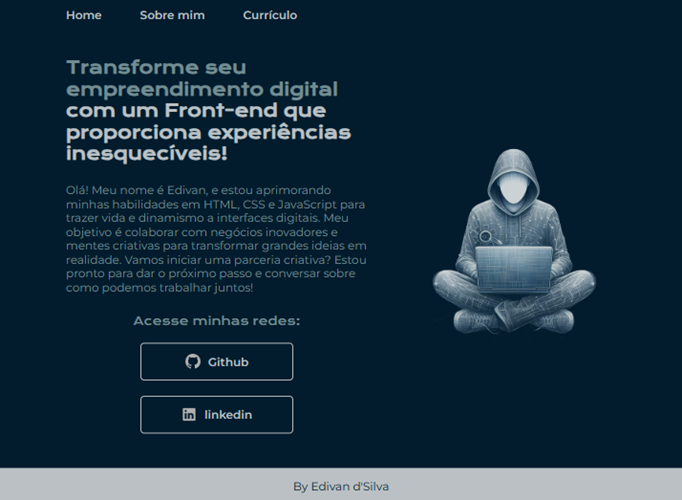 Home Sobre mim Currículo
Transforme seu
empreendimento digital
com um Front-end que
proporciona experiências
inesquecíveis!
Olá! Meu nome é Edivan, e estou aprimorando
minhas habilidades em HTML, CSS e JavaScript para
trazer vida e dinamismo a interfaces digitais. Meu
objetivo é colaborar com negócios inovadores e
mentes criativas para transformar grandes ideias em
realidade. Vamos iniciar uma parceria criativa? Estou
pronto para dar o próximo passo e conversar sobre
como podemos trabalhar juntos!
Acesse minhas redes:
Github
in linkedin
By Edivan d'Silva